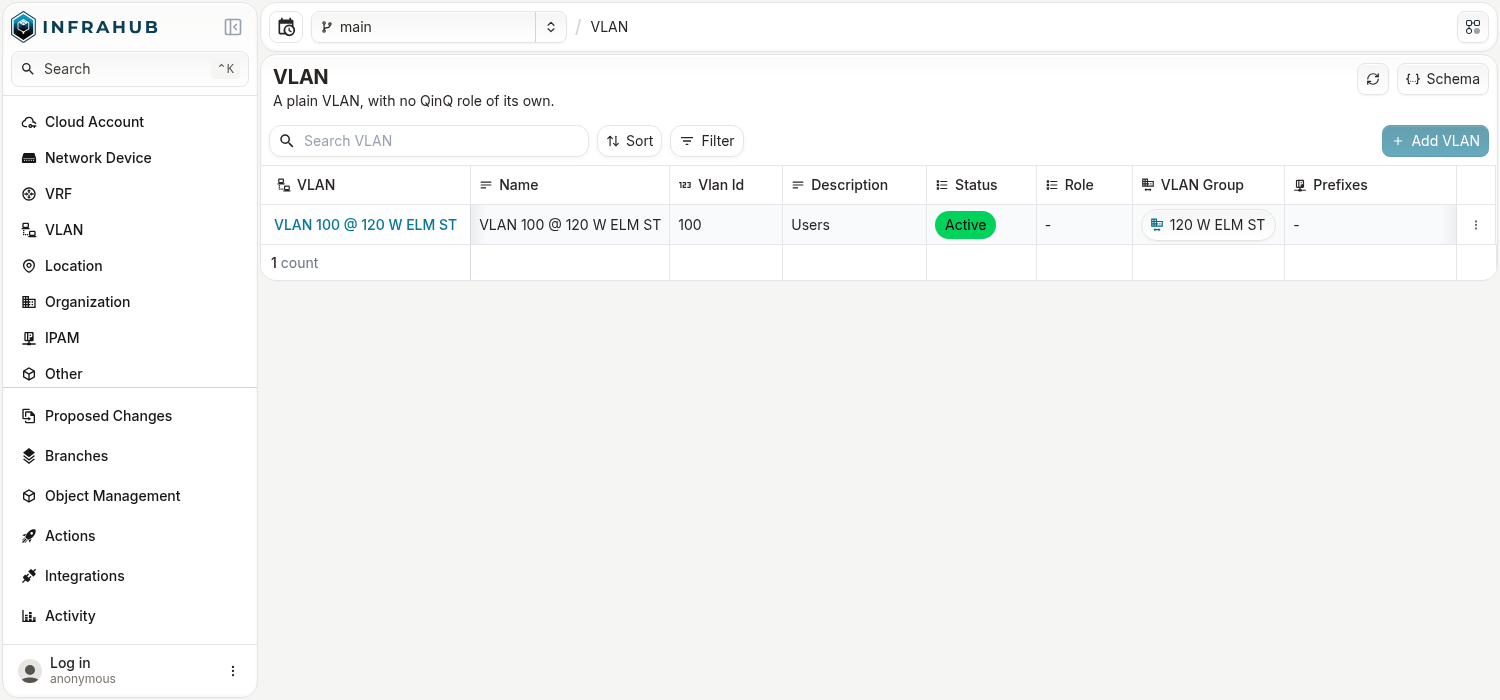 INFRAHUB
Search ⌃K
Cloud Account
Network Device
VRF
VLAN
Location
Organization
IPAM
Other
Proposed Changes
Branches
Object Management
Actions
Integrations
Activity
Log in
anonymous
main / VLAN
VLAN
A plain VLAN, with no QinQ role of its own.
{..} Schema
Search VLAN Sort Filter + Add VLAN
VLAN Name 123 Vlan Id Description Status Role VLAN Group Prefixes
VLAN 100 @ 120 W ELM ST VLAN 100 @ 120 W ELM ST 100 Users Active - 120 W ELM ST -
1 count